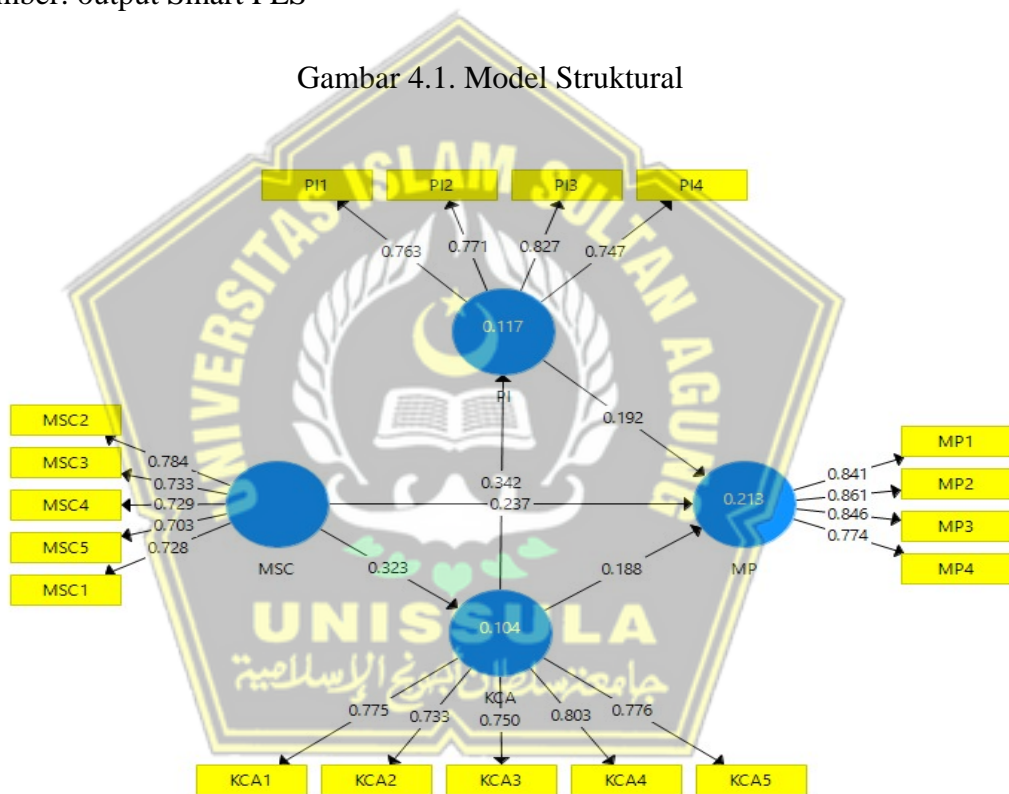 Gambar 4.1. Model Struktural
UNIVERSITAS ISLAM SULTAN AGUNG
PI1 PI2 PI3 PI4
0.763 0.771 0.827 0.747
0.117
PI
0.192
MSC2
MSC3
MSC4
MSC5
MSC1
0.784
0.733
0.729
0.703
0.728
MSC
0.342
0.237
0.323
0.188
0.213
MP
0.841
0.861
0.846
0.774
MP1
MP2
MP3
MP4
0.104
KCA
UNISSULA
جامعنسلطان أجونج الإسلامية
0.775 0.733 0.750 0.803 0.776
KCA1 KCA2 KCA3 KCA4 KCA5